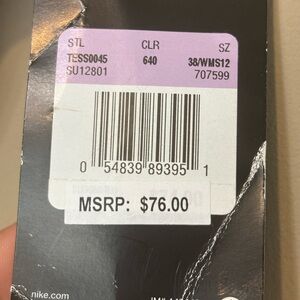 STL CLR SZ
TESS0045 640 38/WMS12
SU12801 707599
0 54839 89395 1
MSRP: $76.00
nike.com